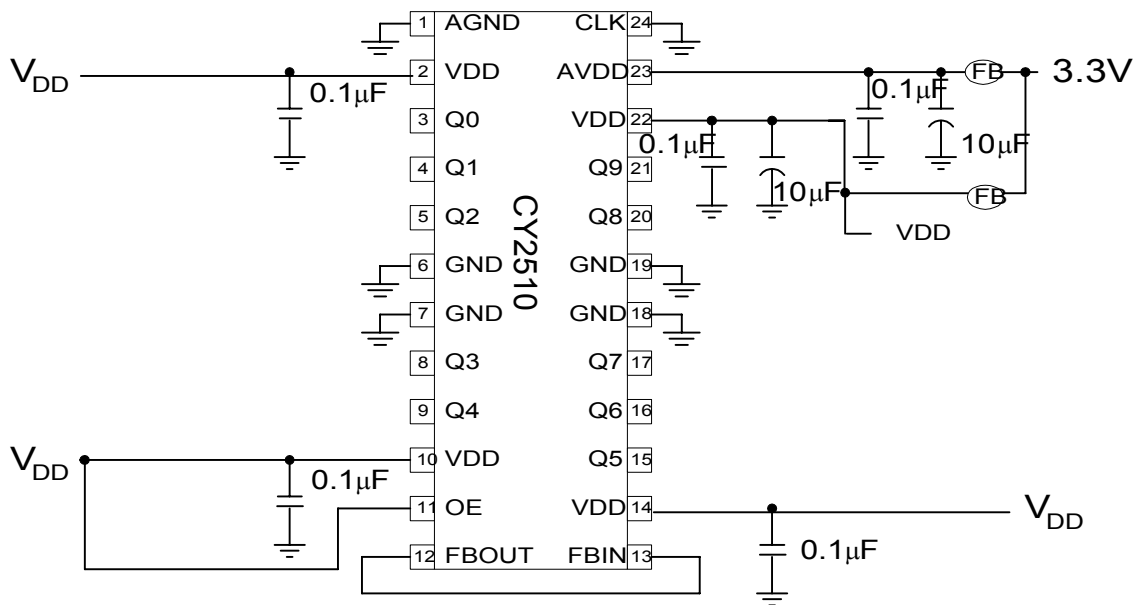 1 AGND CLK 24
VDD 2 VDD AVDD 23 FB 3.3V
0.1μF 0.1μF
3 Q0 VDD 22 10μF
0.1μF
4 Q1 Q9 21
10μF FB
5 Q2 Q8 20 VDD
CY2510
6 GND GND 19
7 GND GND 18
8 Q3 Q7 17
9 Q4 Q6 16
VDD 10 VDD Q5 15
0.1μF
11 OE VDD 14 VDD
12 FBOUT FBIN 13 0.1μF